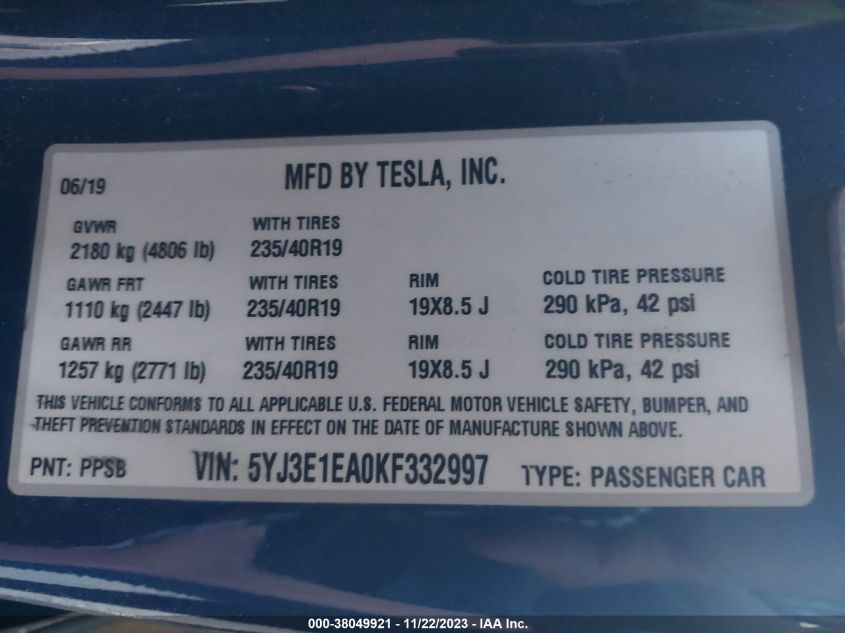 06/19 MFD BY TESLA, INC.
GVWR WITH TIRES
2180 kg (4806 lb) 235/40R19
GAWR FRT WITH TIRES RIM COLD TIRE PRESSURE
1110 kg (2447 lb) 235/40R19 19X8.5 J 290 kPa, 42 psi
GAWR RR WITH TIRES RIM COLD TIRE PRESSURE
1257 kg (2771 lb) 235/40R19 19X8.5 J 290 kPa, 42 psi
THIS VEHICLE CONFORMS TO ALL APPLICABLE U.S. FEDERAL MOTOR VEHICLE SAFETY, BUMPER, AND
THEFT PREVENTION STANDARDS IN EFFECT ON THE DATE OF MANUFACTURE SHOWN ABOVE.
PNT: PPSB VIN: 5YJ3E1EA0KF332997 TYPE: PASSENGER CAR
000-38049921 - 11/22/2023 - IAA Inc.